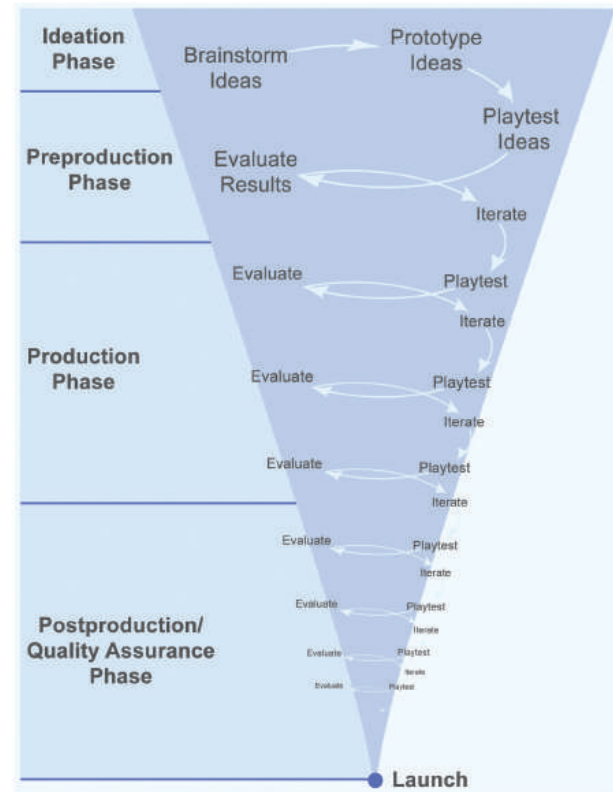 Ideation
Phase
Brainstorm
Ideas
Prototype
Ideas
Playtest
Ideas
Preproduction
Phase
Evaluate
Results
Iterate
Evaluate
Playtest
Iterate
Production
Phase
Evaluate
Playtest
Iterate
Evaluate
Playtest
Iterate
Evaluate
Playtest
Iterate
Postproduction/
Quality Assurance
Phase
Evaluate
Playtest
Iterate
Evaluate
Playtest
Iterate
Evaluate
Playtest
Launch